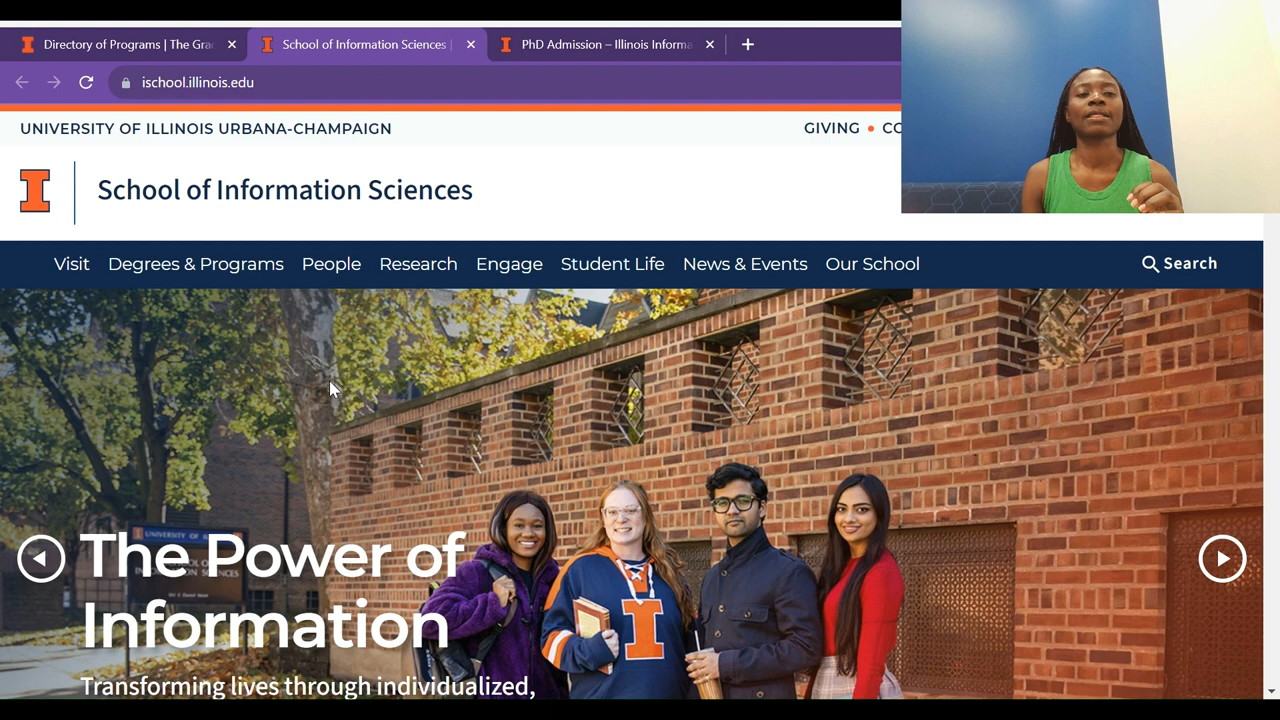 Directory of Programs | The Gra
School of Information Sciences |
PhD Admission – Illinois Informa
ischool.illinois.edu
UNIVERSITY OF ILLINOIS URBANA-CHAMPAIGN
GIVING • CO
School of Information Sciences
Visit Degrees & Programs People Research Engage Student Life News & Events Our School Search
The Power of
Information
Transforming lives through individualized,